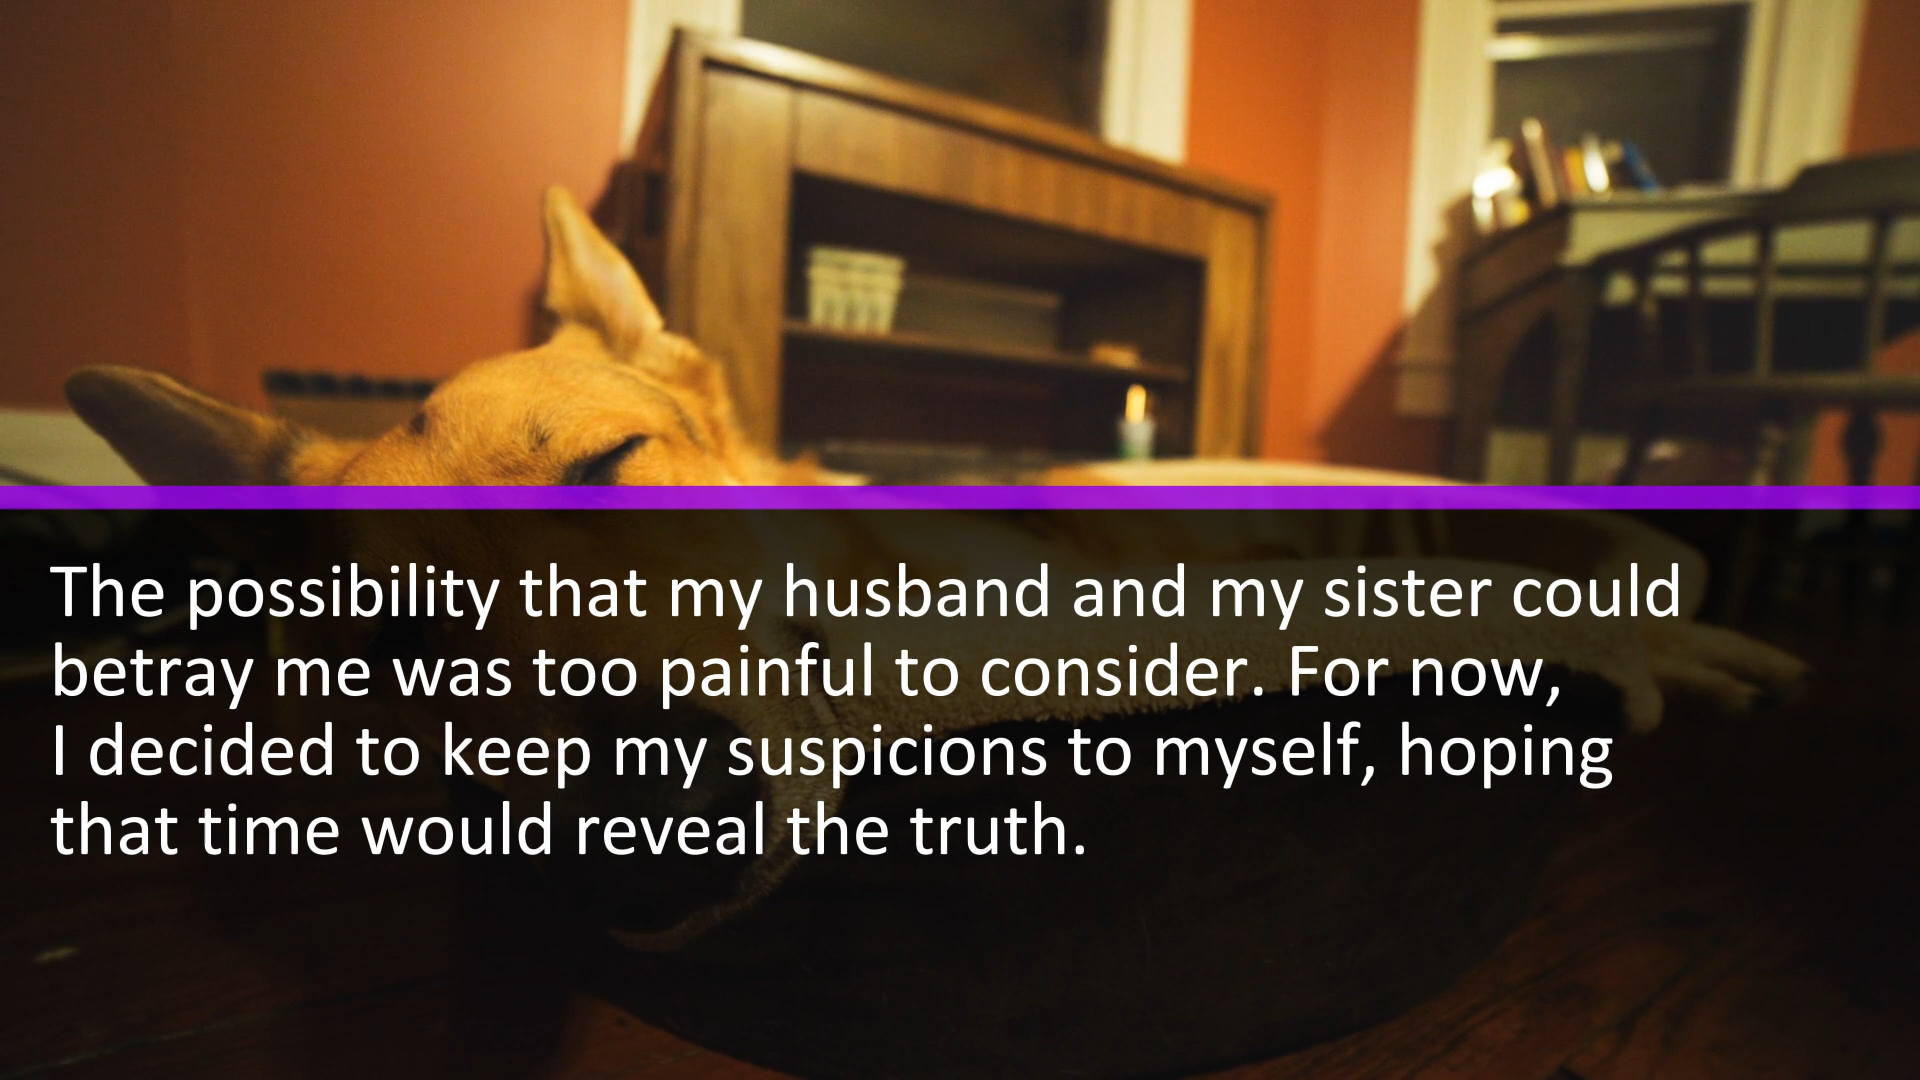 The possibility that my husband and my sister could
betray me was too painful to consider. For now,
I decided to keep my suspicions to myself, hoping
that time would reveal the truth.